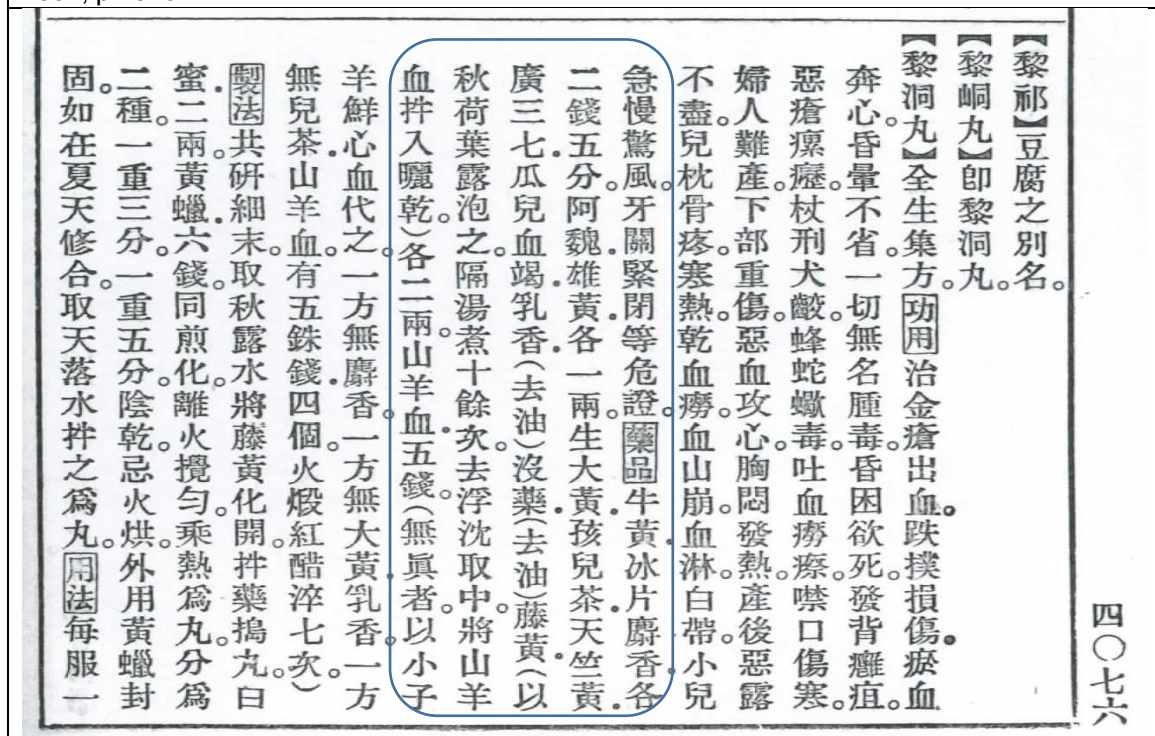 【黎祁】豆腐之別名。
【黎峒丸】卽黎洞丸。
【黎洞丸】全生集方。功用治金瘡出血。跌撲損傷。瘀血
奔心。昏暈不省。一切無名腫毒。昏困欲死。發背癰疽。
惡瘡瘰癧。杖刑犬齩。蜂蛇蠍毒。吐血癆瘵。噤口傷寒。
婦人難產。下部重傷。惡血攻心。胸悶發熱。產後惡露
不盡。兒枕骨疼。寒熱。乾血癆。血山崩。血淋。白帶。小兒
急慢驚風。牙關緊閉等危證。藥品牛黃.冰片.麝香.各
二錢五分。阿魏.雄黃.各一兩。生大黃.孩兒茶.天竺黃.
廣三七.瓜兒血竭.乳香.(去油)沒藥.(去油)藤黃.(以
秋荷葉露泡之。隔湯煮十餘次。去浮沈取中。將山羊
血拌入曬乾)各二兩。山羊血.五錢。(無眞者。以小子
羊鮮心血代之。一方無麝香。一方無大黃乳香。一方
無兒茶.山羊血。有五銖錢四個。火煅紅醋淬七次。)
製法共硏細末。取秋露水將藤黃化開。拌藥搗丸。白
蜜.二兩。黃蠟.六錢。同煎化。離火攪勻。乘熱爲丸。分爲
二種。一重三分。一重五分。陰乾。忌火烘。外用黃蠟封
固。如在夏天修合。取天落水拌之爲丸。用法每服一
四〇七六